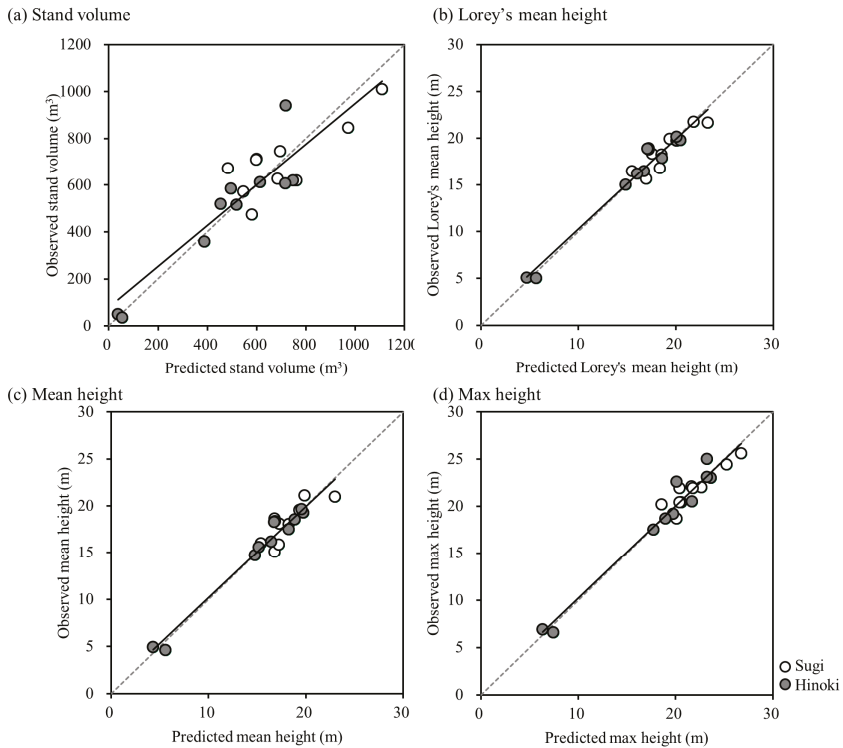 (a) Stand volume
1200
1000
800
600
400
200
0
0 200 400 600 800 1000 120
Observed stand volume (m³)
Predicted stand volume (m³)
(b) Lorey's mean height
30
25
20
15
10
5
0
0 10 20 30
Observed Lorey's mean height (m)
Predicted Lorey's mean height (m)
(c) Mean height
30
25
20
15
10
5
0
0 10 20 30
Observed mean height (m)
Predicted mean height (m)
(d) Max height
30
25
20
15
10
5
0
0 10 20 30
Observed max height (m)
Predicted max height (m)
Sugi
Hinoki